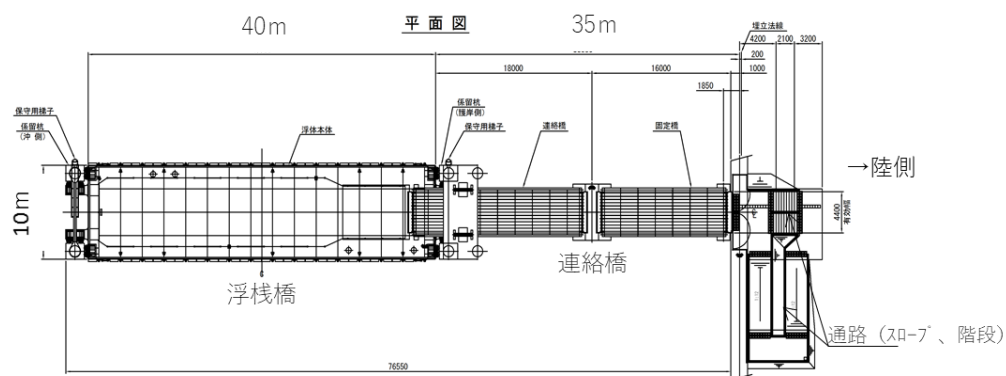 40m
平 面 図
35m
埋立法線
4200
2100
3200
200
1000
18000
16000
1850
保守用梯子
係留杭
(沖 側)
浮体本体
係留杭
(護岸側)
保守用梯子
連絡橋
固定橋
→陸側
10m
4400
有効幅
浮桟橋
連絡橋
通路（ｽﾛｰﾌﾟ、階段）
76550